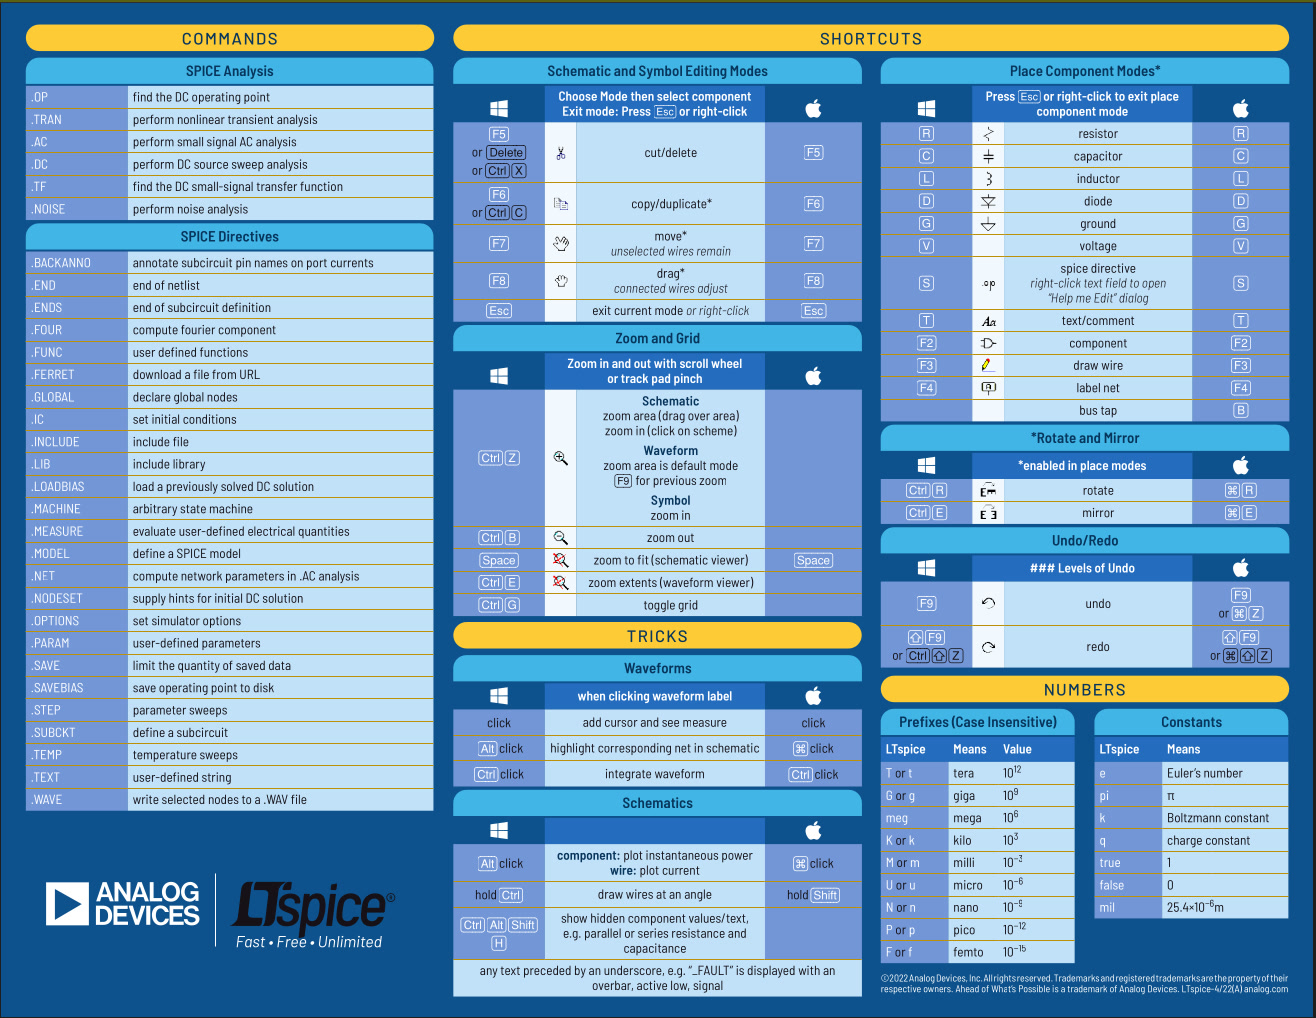 COMMANDS
SPICE Analysis
.OP find the DC operating point
.TRAN perform nonlinear transient analysis
.AC perform small signal AC analysis
.DC perform DC source sweep analysis
.TF find the DC small-signal transfer function
.NOISE perform noise analysis
SPICE Directives
.BACKANNO annotate subcircuit pin names on port currents
.END end of netlist
.ENDS end of subcircuit definition
.FOUR compute fourier component
.FUNC user defined functions
.FERRET download a file from URL
.GLOBAL declare global nodes
.IC set initial conditions
.INCLUDE include file
.LIB include library
.LOADBIAS load a previously solved DC solution
.MACHINE arbitrary state machine
.MEASURE evaluate user-defined electrical quantities
.MODEL define a SPICE model
.NET compute network parameters in .AC analysis
.NODESET supply hints for initial DC solution
.OPTIONS set simulator options
.PARAM user-defined parameters
.SAVE limit the quantity of saved data
.SAVEBIAS save operating point to disk
.STEP parameter sweeps
.SUBCKT define a subcircuit
.TEMP temperature sweeps
.TEXT user-defined string
.WAVE write selected nodes to a .WAV file
ANALOG
DEVICES
LTspice®
Fast • Free • Unlimited
SHORTCUTS
Schematic and Symbol Editing Modes
Choose Mode then select component
Exit mode: Press Esc or right-click
F5
or Delete cut/delete F5
or Ctrl X
F6
or Ctrl C copy/duplicate* F6
F7 move* F7
unselected wires remain
F8 drag* F8
connected wires adjust
Esc exit current mode or right-click Esc
Zoom and Grid
Zoom in and out with scroll wheel
or track pad pinch
Schematic
zoom area (drag over area)
zoom in (click on scheme)
Waveform
Ctrl Z zoom area is default mode
F9 for previous zoom
Symbol
zoom in
Ctrl B zoom out
Space zoom to fit (schematic viewer) Space
Ctrl E zoom extents (waveform viewer)
Ctrl G toggle grid
TRICKS
Waveforms
when clicking waveform label
click add cursor and see measure click
Alt click highlight corresponding net in schematic ⌘ click
Ctrl click integrate waveform Ctrl click
Schematics
Alt click component: plot instantaneous power ⌘ click
wire: plot current
hold Ctrl draw wires at an angle hold Shift
Ctrl Alt Shift show hidden component values/text,
H e.g. parallel or series resistance and
capacitance
any text preceded by an underscore, e.g. "_FAULT" is displayed with an
overbar, active low, signal
Place Component Modes*
Press Esc or right-click to exit place
component mode
R resistor R
C capacitor C
L inductor L
D diode D
G ground G
V voltage V
S .op spice directive S
right-click text field to open
"Help me Edit" dialog
T Aa text/comment T
F2 component F2
F3 draw wire F3
F4 label net F4
bus tap B
*Rotate and Mirror
*enabled in place modes
Ctrl R rotate ⌘ R
Ctrl E mirror ⌘ E
Undo/Redo
### Levels of Undo
F9 undo F9
or ⌘ Z
⇧ F9 redo ⇧ F9
or Ctrl ⇧ Z or ⌘ ⇧ Z
NUMBERS
Prefixes (Case Insensitive)
LTspice Means Value
T or t tera 10¹²
G or g giga 10⁹
meg mega 10⁶
K or k kilo 10³
M or m milli 10⁻³
U or u micro 10⁻⁶
N or n nano 10⁻⁹
P or p pico 10⁻¹²
F or f femto 10⁻¹⁵
Constants
LTspice Means
e Euler's number
pi π
k Boltzmann constant
q charge constant
true 1
false 0
mil 25.4×10⁻⁶m
©2022 Analog Devices, Inc. All rights reserved. Trademarks and registered trademarks are the property of their
respective owners. Ahead of What's Possible is a trademark of Analog Devices. LTspice-4/22(A) analog.com